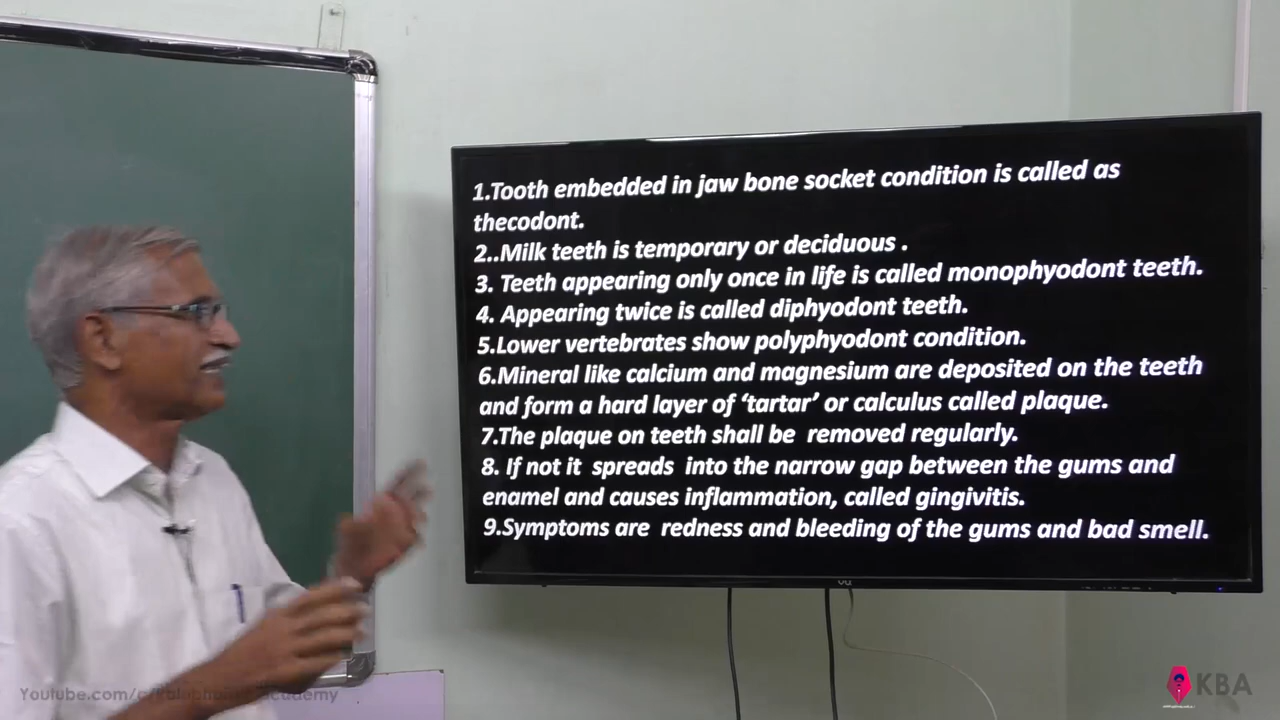 1.Tooth embedded in jaw bone socket condition is called as
thecodont.
2..Milk teeth is temporary or deciduous .
3. Teeth appearing only once in life is called monophyodont teeth.
4. Appearing twice is called diphyodont teeth.
5.Lower vertebrates show polyphyodont condition.
6.Mineral like calcium and magnesium are deposited on the teeth
and form a hard layer of ‘tartar’ or calculus called plaque.
7.The plaque on teeth shall be  removed regularly.
8. If not it  spreads  into the narrow gap between the gums and
enamel and causes inflammation, called gingivitis.
9.Symptoms are  redness and bleeding of the gums and bad smell.
KBA